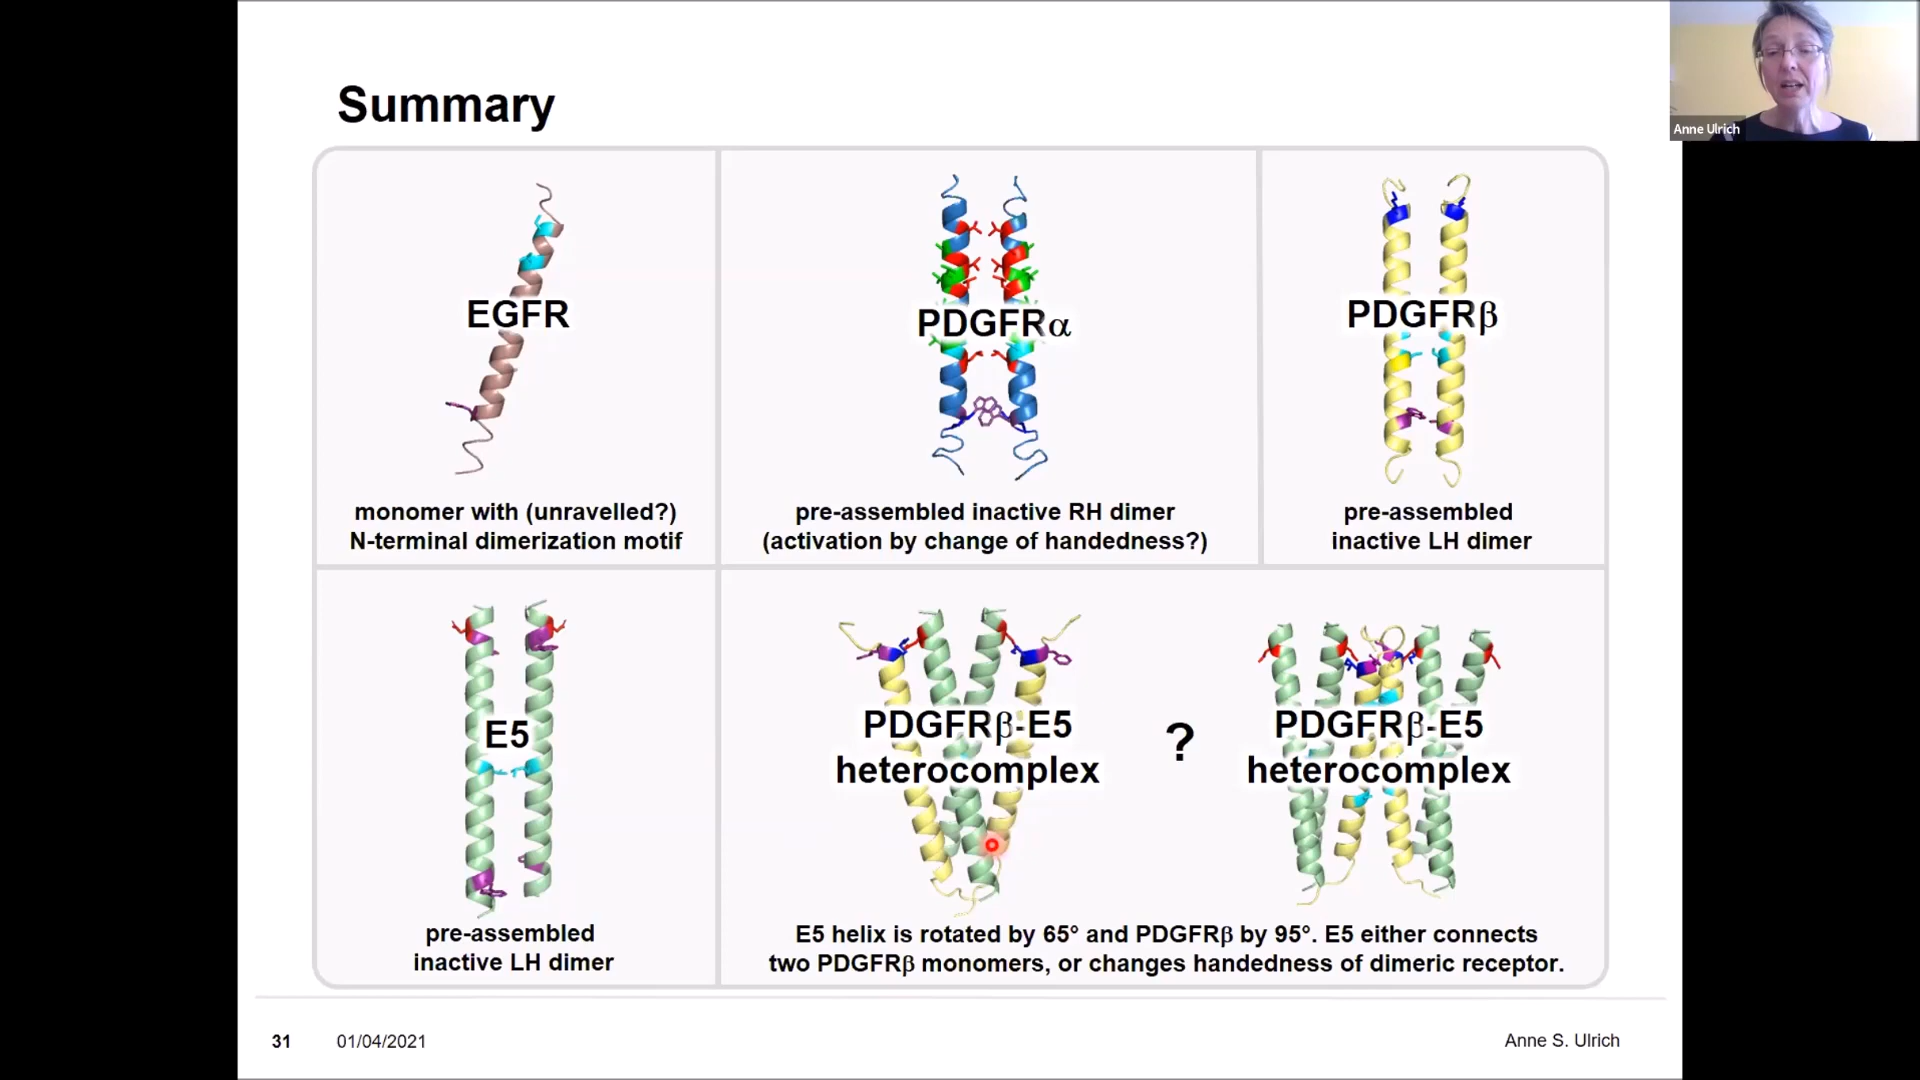 Summary
Anne Ulrich
EGFR
monomer with (unravelled?)
N-terminal dimerization motif
PDGFRα
pre-assembled inactive RH dimer
(activation by change of handedness?)
PDGFRβ
pre-assembled
inactive LH dimer
E5
pre-assembled
inactive LH dimer
PDGFRβ-E5
heterocomplex
?
PDGFRβ-E5
heterocomplex
E5 helix is rotated by 65° and PDGFRβ by 95°. E5 either connects
two PDGFRβ monomers, or changes handedness of dimeric receptor.
31
01/04/2021
Anne S. Ulrich